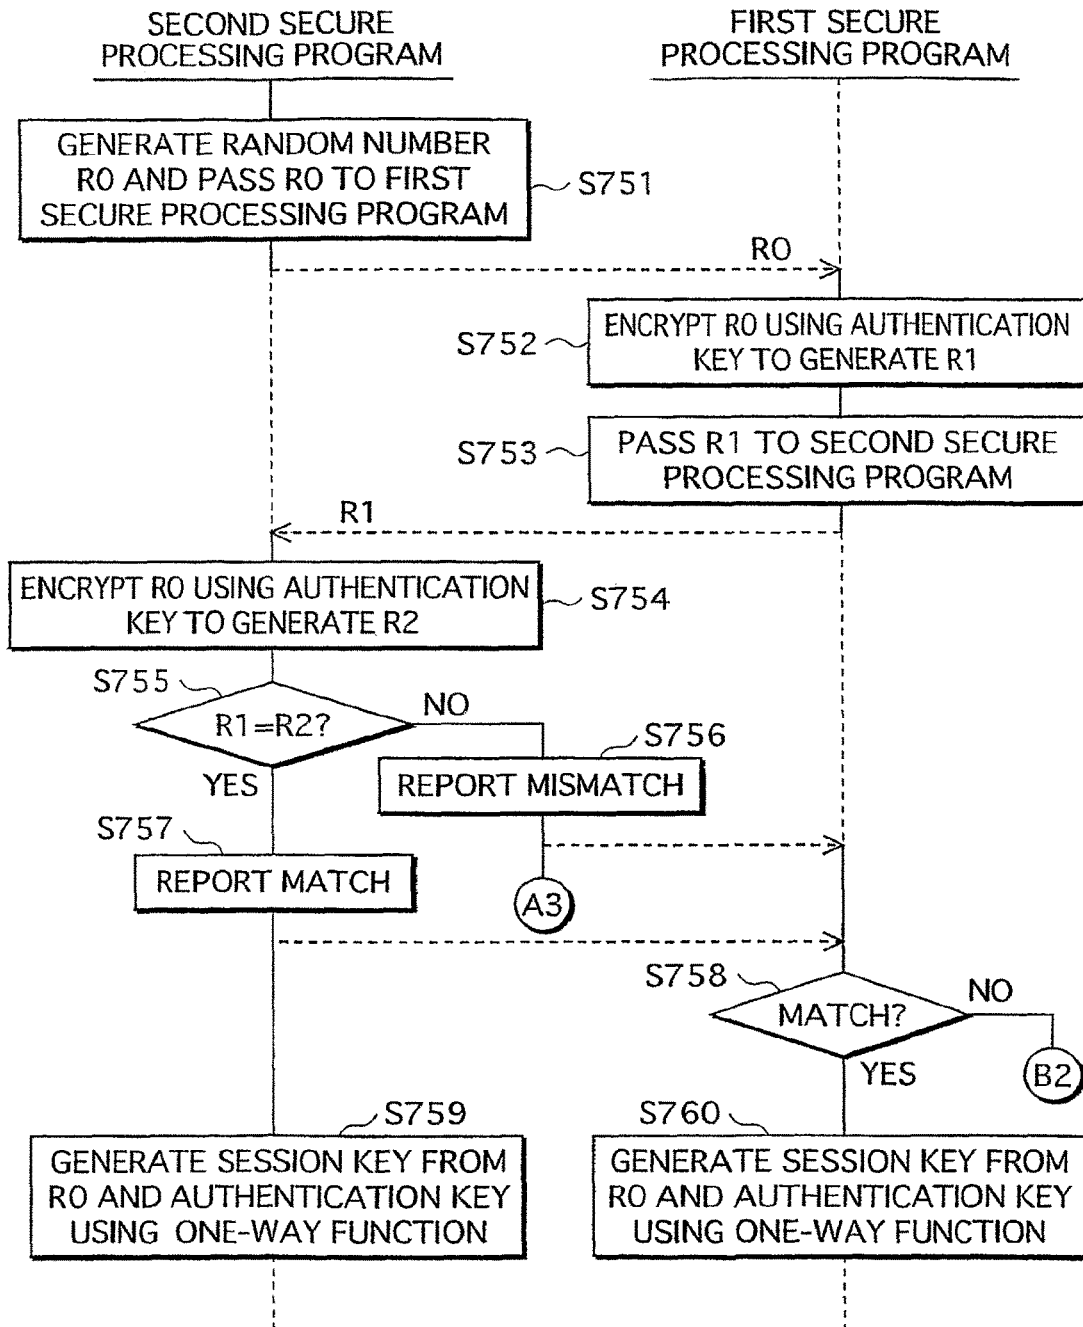 SECOND SECURE
PROCESSING PROGRAM
FIRST SECURE
PROCESSING PROGRAM
GENERATE RANDOM NUMBER
R0 AND PASS R0 TO FIRST
SECURE PROCESSING PROGRAM
S751
R0
S752
ENCRYPT R0 USING AUTHENTICATION
KEY TO GENERATE R1
S753
PASS R1 TO SECOND SECURE
PROCESSING PROGRAM
R1
ENCRYPT R0 USING AUTHENTICATION
KEY TO GENERATE R2
S754
S755
R1=R2?
NO
YES
S756
REPORT MISMATCH
S757
REPORT MATCH
A3
S758
MATCH?
NO
YES
B2
S759
GENERATE SESSION KEY FROM
R0 AND AUTHENTICATION KEY
USING ONE-WAY FUNCTION
S760
GENERATE SESSION KEY FROM
R0 AND AUTHENTICATION KEY
USING ONE-WAY FUNCTION